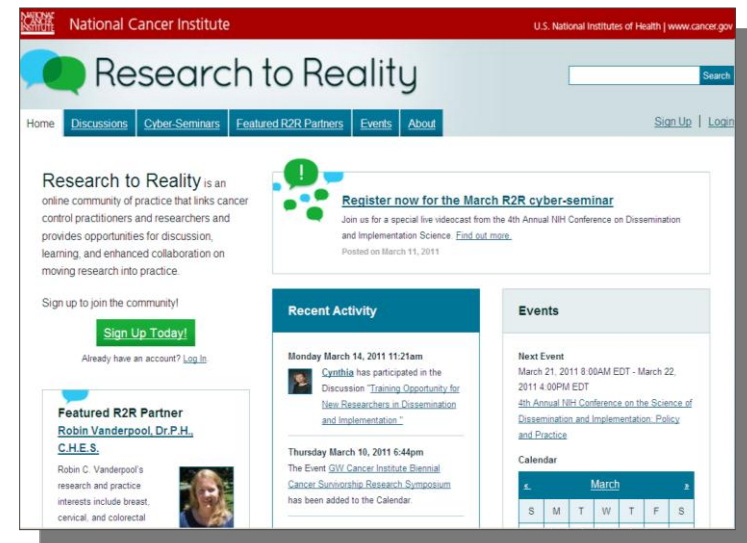 NATIONAL CANCER INSTITUTE
National Cancer Institute
U.S. National Institutes of Health | www.cancer.gov
Research to Reality
Search
Home
Discussions
Cyber-Seminars
Featured R2R Partners
Events
About
Sign Up | Login
Research to Reality is an
online community of practice that links cancer
control practitioners and researchers and
provides opportunities for discussion,
learning, and enhanced collaboration on
moving research into practice.
Sign up to join the community!
Sign Up Today!
Already have an account? Log In.
Featured R2R Partner
Robin Vanderpool, Dr.P.H.,
C.H.E.S.
Robin C. Vanderpool's
research and practice
interests include breast,
cervical, and colorectal
!
Register now for the March R2R cyber-seminar
Join us for a special live videocast from the 4th Annual NIH Conference on Dissemination
and Implementation Science. Find out more.
Posted on March 11, 2011
Recent Activity
Monday March 14, 2011 11:21am
Cynthia has participated in the
Discussion "Training Opportunity for
New Researchers in Dissemination
and Implementation "
Thursday March 10, 2011 6:44pm
The Event GW Cancer Institute Biennial
Cancer Survivorship Research Symposium
has been added to the Calendar.
Events
Next Event
March 21, 2011 8:00AM EDT - March 22,
2011 4:00PM EDT
4th Annual NIH Conference on the Science of
Dissemination and Implementation: Policy
and Practice
Calendar
« March »
S M T W T F S